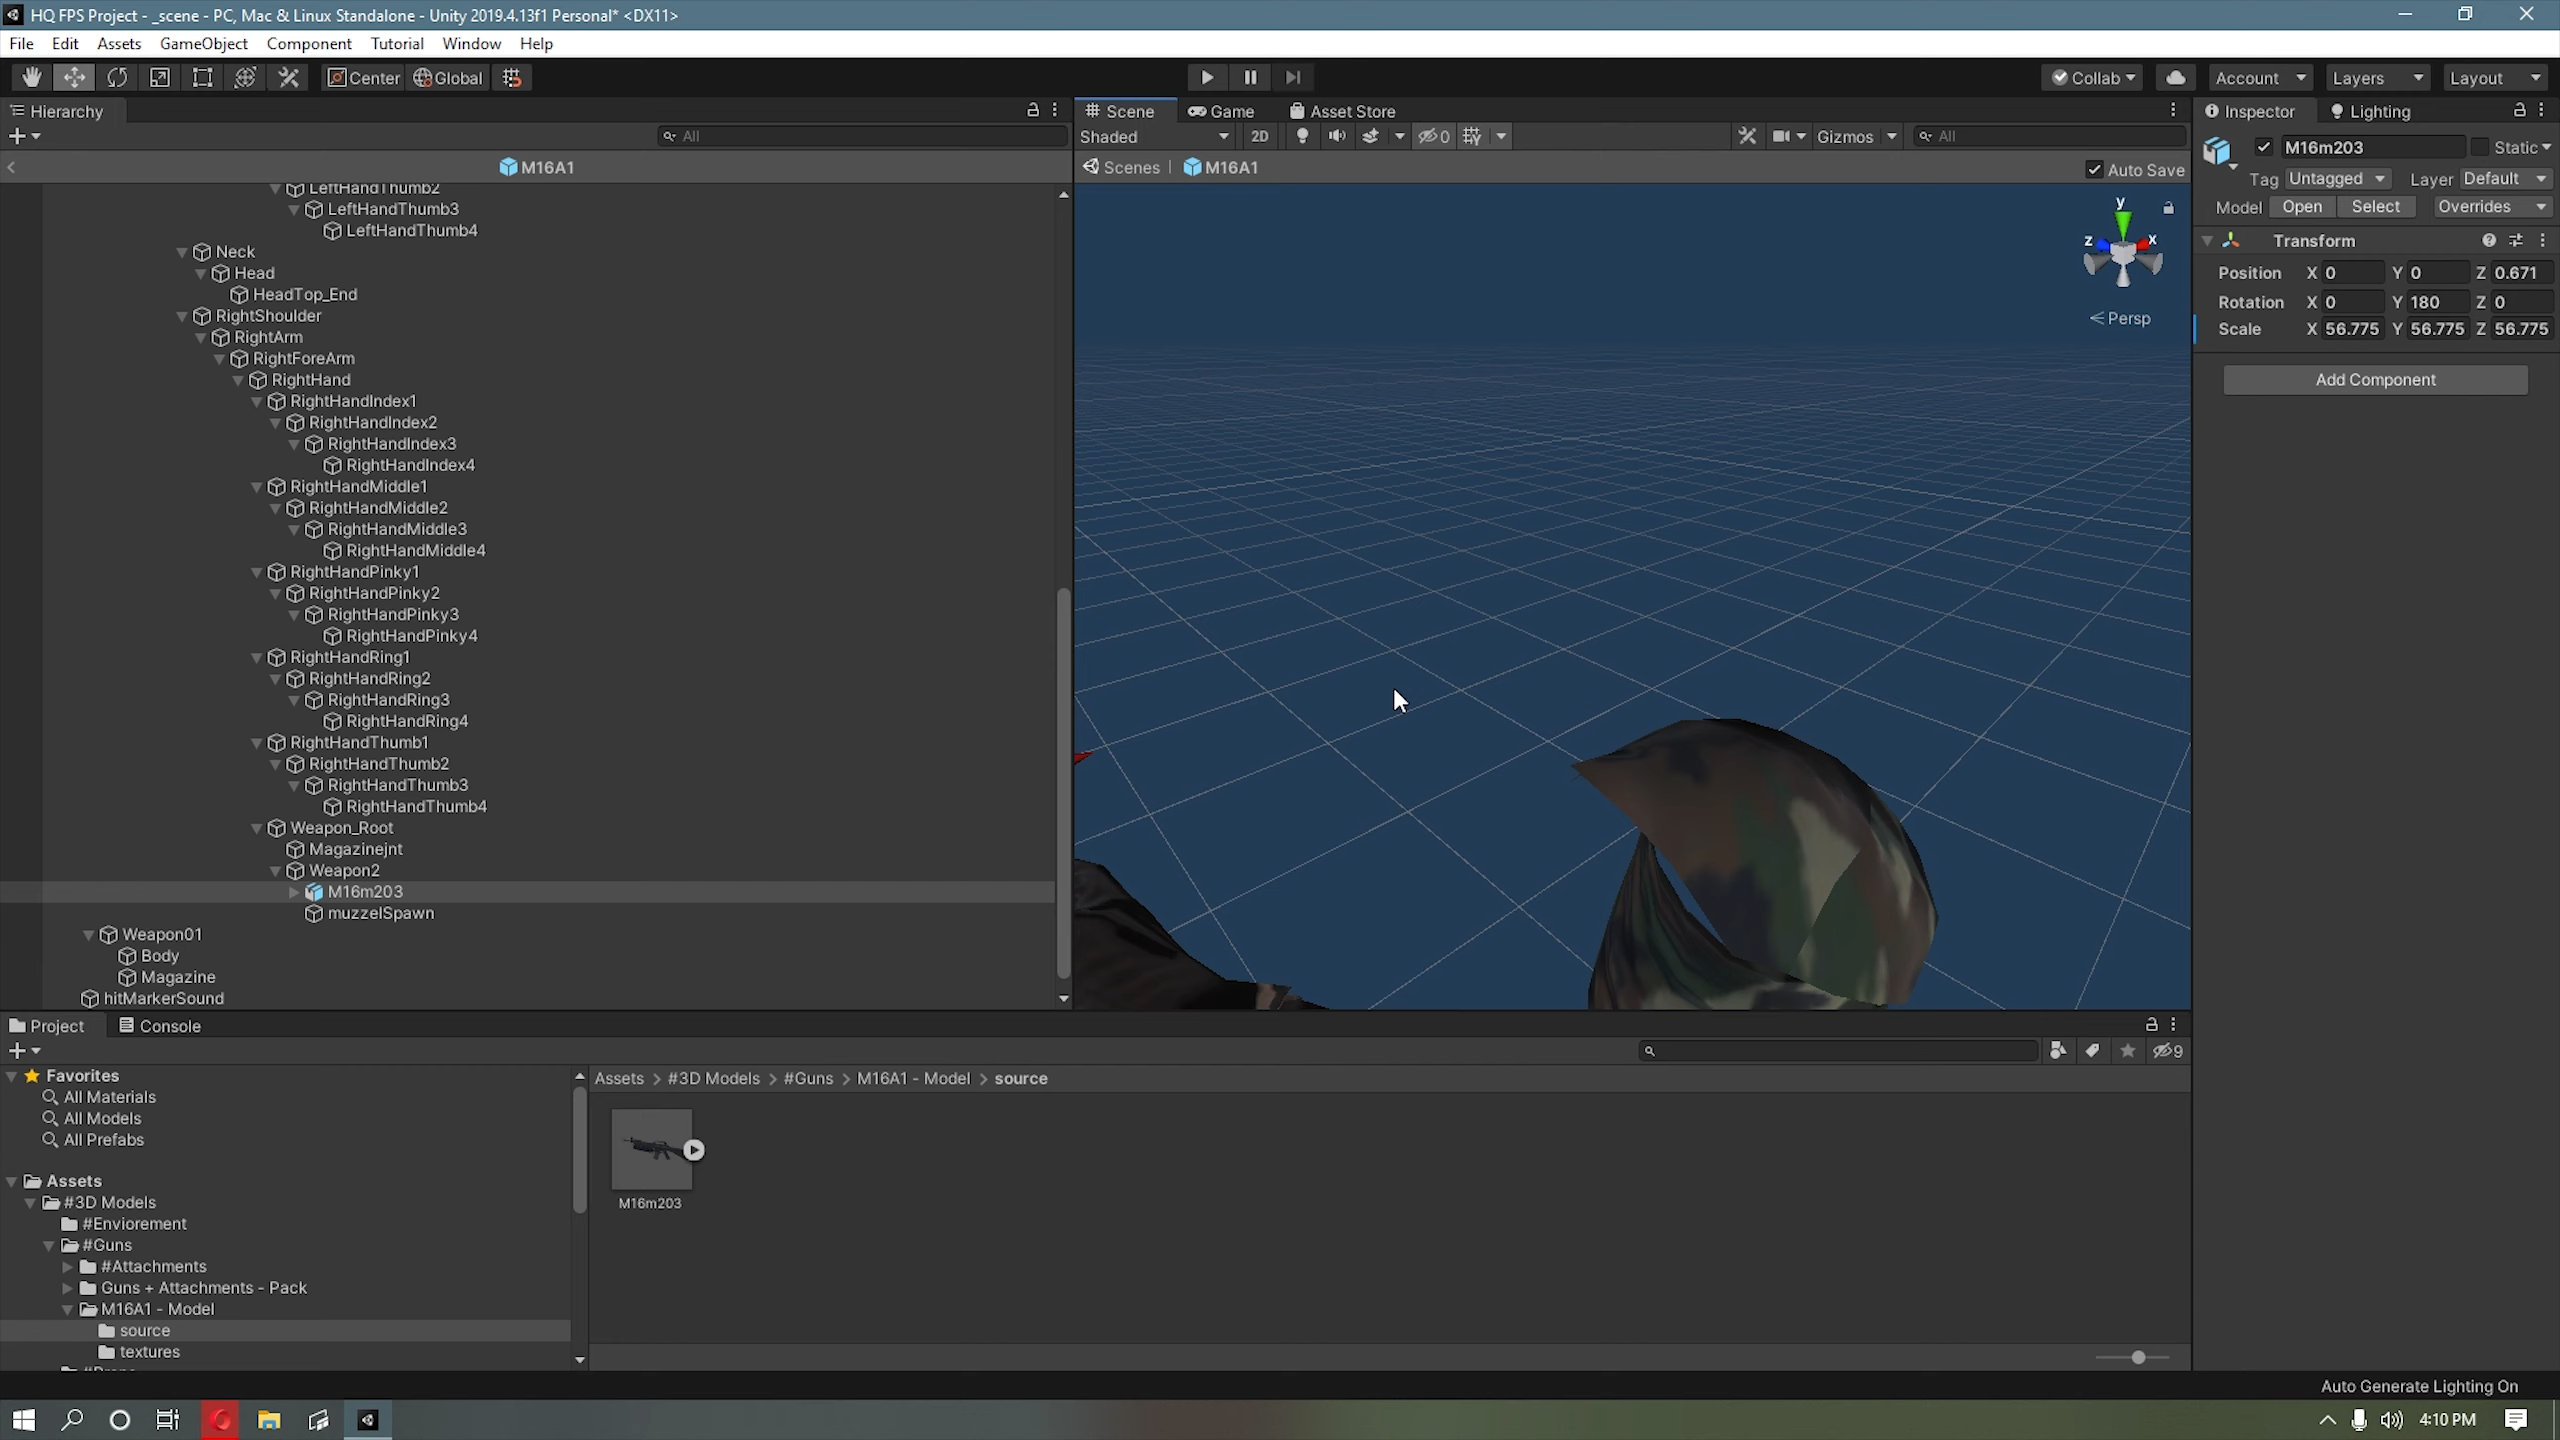 HQ FPS Project - _scene - PC, Mac & Linux Standalone - Unity 2019.4.13f1 Personal* <DX11>
File Edit Assets GameObject Component Tutorial Window Help
Center Global Collab Account Layers Layout
Hierarchy
All
M16A1
LeftHandThumb2
LeftHandThumb3
LeftHandThumb4
Neck
Head
HeadTop_End
RightShoulder
RightArm
RightForeArm
RightHand
RightHandIndex1
RightHandIndex2
RightHandIndex3
RightHandIndex4
RightHandMiddle1
RightHandMiddle2
RightHandMiddle3
RightHandMiddle4
RightHandPinky1
RightHandPinky2
RightHandPinky3
RightHandPinky4
RightHandRing1
RightHandRing2
RightHandRing3
RightHandRing4
RightHandThumb1
RightHandThumb2
RightHandThumb3
RightHandThumb4
Weapon_Root
Magazinejnt
Weapon2
M16m203
muzzelSpawn
Weapon01
Body
Magazine
hitMarkerSound
Scene Game Asset Store
Shaded 2D 0 Gizmos All
Scenes M16A1 Auto Save
y
z x
Persp
Inspector Lighting
M16m203 Static
Tag Untagged Layer Default
Model Open Select Overrides
Transform
Position X 0 Y 0 Z 0.671
Rotation X 0 Y 180 Z 0
Scale X 56.775 Y 56.775 Z 56.775
Add Component
Project Console
9
Favorites
All Materials
All Models
All Prefabs
Assets
#3D Models
#Enviorement
#Guns
#Attachments
Guns + Attachments - Pack
M16A1 - Model
source
textures
Assets > #3D Models > #Guns > M16A1 - Model > source
M16m203
Auto Generate Lighting On
4:10 PM